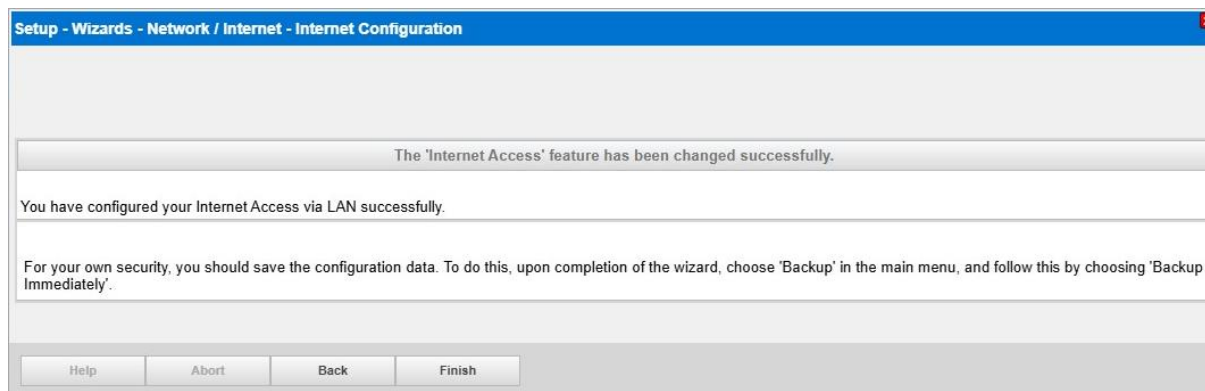 Setup - Wizards - Network / Internet - Internet Configuration
The 'Internet Access' feature has been changed successfully.
You have configured your Internet Access via LAN successfully.
For your own security, you should save the configuration data. To do this, upon completion of the wizard, choose 'Backup' in the main menu, and follow this by choosing 'Backup
Immediately'.
Help Abort Back Finish